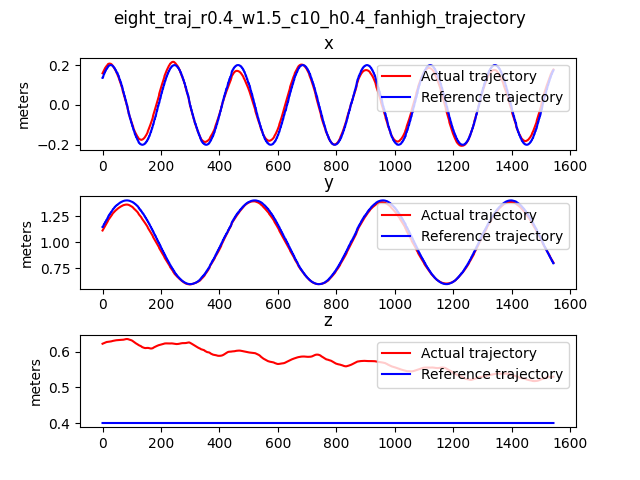 eight_traj_r0.4_w1.5_c10_h0.4_fanhigh_trajectory
x
0.2
0.0
−0.2
meters
Actual trajectory
Reference trajectory
0 200 400 600 800 1000 1200 1400 1600
y
1.25
1.00
0.75
meters
Actual trajectory
Reference trajectory
0 200 400 600 800 1000 1200 1400 1600
z
0.6
0.5
0.4
meters
Actual trajectory
Reference trajectory
0 200 400 600 800 1000 1200 1400 1600